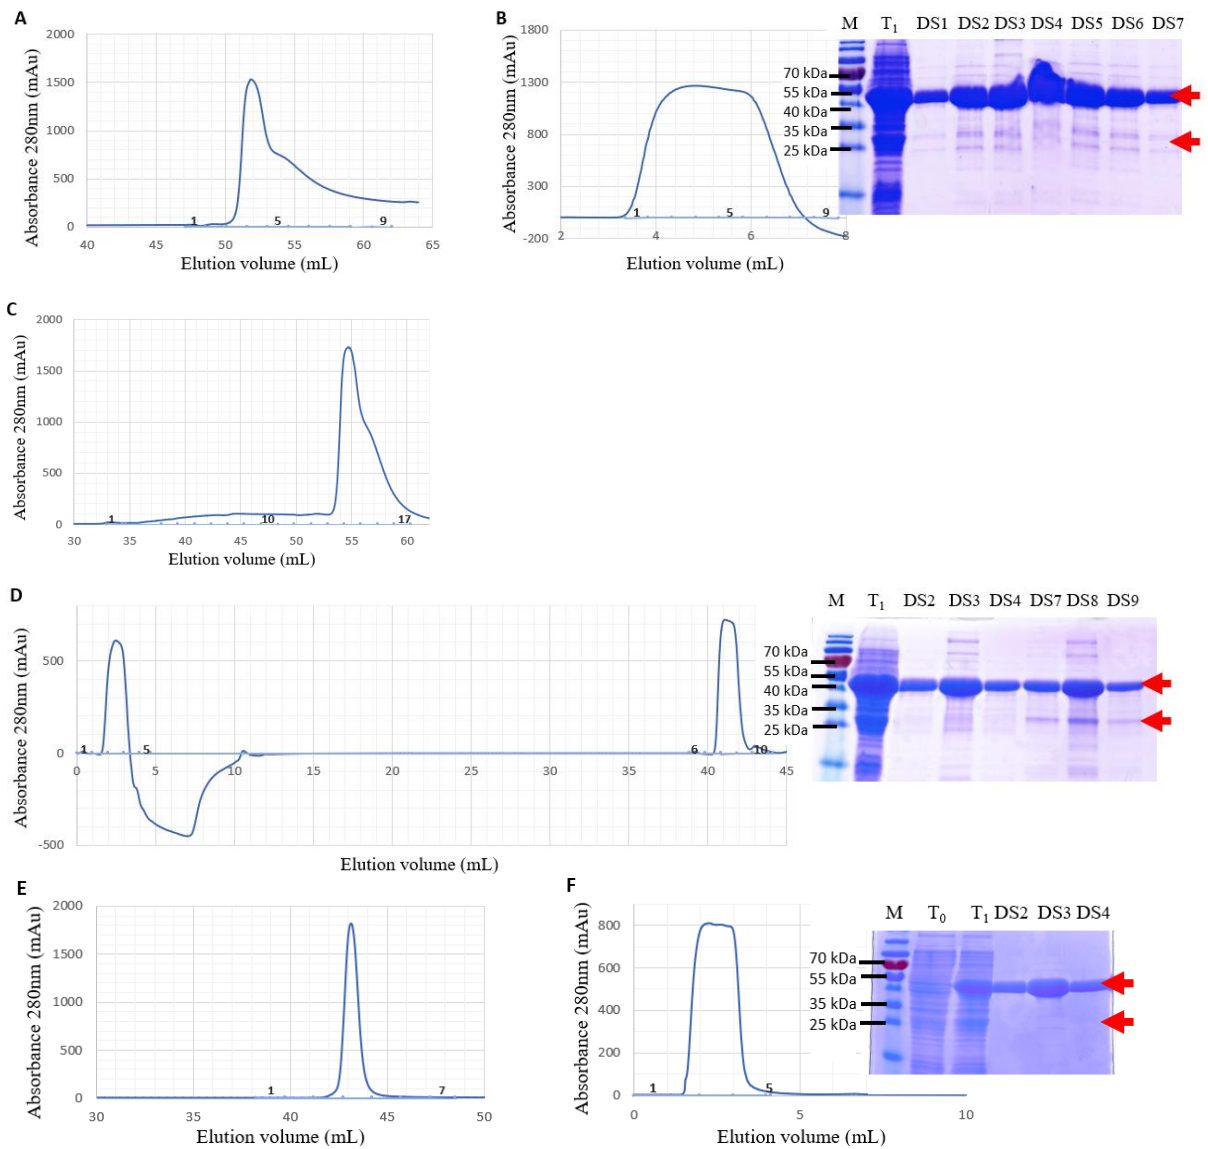 A
Absorbance 280nm (mAu)
2000
1500
1000
500
0
1 5 9
40 45 50 55 60 65
Elution volume (mL)
B
Absorbance 280nm (mAu)
1800
1300
800
300
-200
1 5 9
2 4 6 8
Elution volume (mL)
M T₁ DS1 DS2 DS3 DS4 DS5 DS6 DS7
70 kDa
55 kDa
40 kDa
35 kDa
25 kDa
C
Absorbance 280nm (mAu)
2000
1500
1000
500
0
1 10 17
30 35 40 45 50 55 60
Elution volume (mL)
D
Absorbance 280nm (mAu)
500
0
-500
1 5 6 10
0 5 10 15 20 25 30 35 40 45
Elution volume (mL)
M T₁ DS2 DS3 DS4 DS7 DS8 DS9
70 kDa
55 kDa
40 kDa
35 kDa
25 kDa
E
Absorbance 280nm (mAu)
2000
1500
1000
500
0
1 7
30 40 50
Elution volume (mL)
F
Absorbance 280nm (mAu)
800
600
400
200
0
1 5
0 5 10
Elution volume (mL)
M T₀ T₁ DS2 DS3 DS4
70 kDa
55 kDa
35 kDa
25 kDa